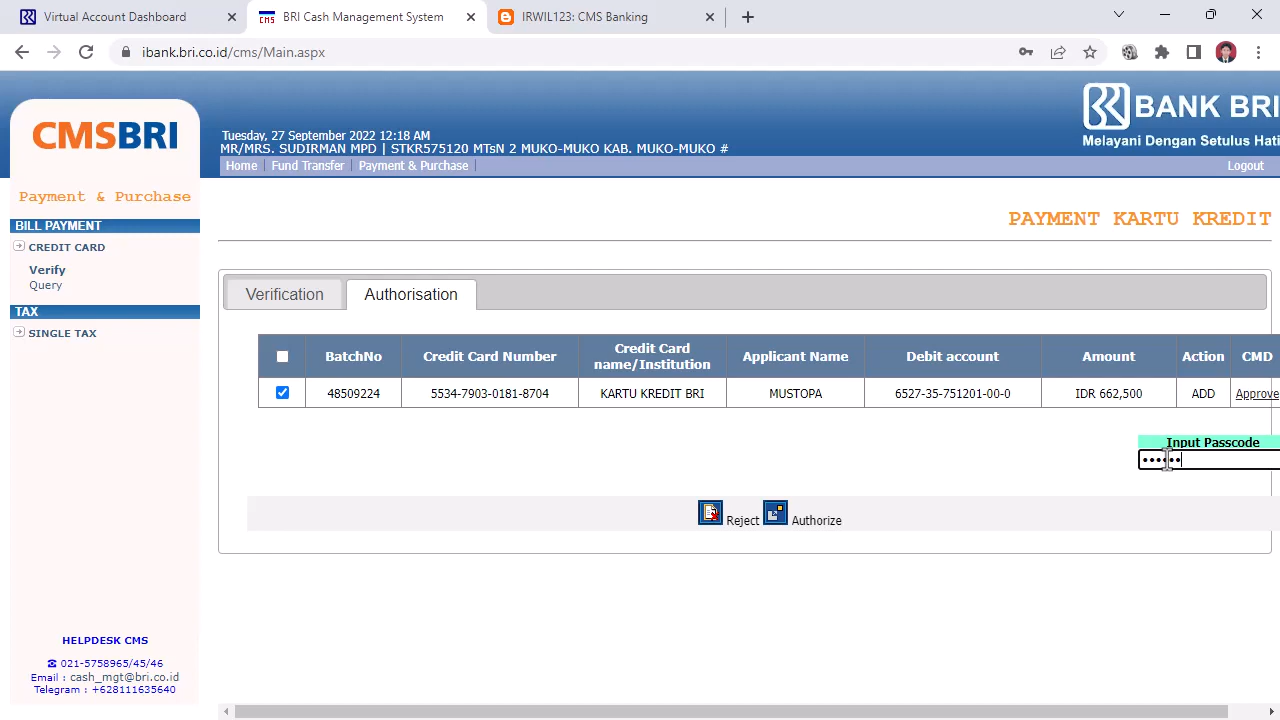 Virtual Account Dashboard
BRI Cash Management System
IRWIL123: CMS Banking
ibank.bri.co.id/cms/Main.aspx
CMSBRI
BANK BRI
Melayani Dengan Setulus Hati
Tuesday, 27 September 2022 12:18 AM
MR/MRS. SUDIRMAN MPD | STKR575120 MTsN 2 MUKO-MUKO KAB. MUKO-MUKO #
Home Fund Transfer Payment & Purchase Logout
Payment & Purchase
BILL PAYMENT
CREDIT CARD
Verify
Query
TAX
SINGLE TAX
PAYMENT KARTU KREDIT
Verification Authorisation
BatchNo Credit Card Number Credit Card name/Institution Applicant Name Debit account Amount Action CMD
48509224 5534-7903-0181-8704 KARTU KREDIT BRI MUSTOPA 6527-35-751201-00-0 IDR 662,500 ADD Approve
Input Passcode
••••••
Reject Authorize
HELPDESK CMS
☎ 021-5758965/45/46
Email : cash_mgt@bri.co.id
Telegram : +628111635640